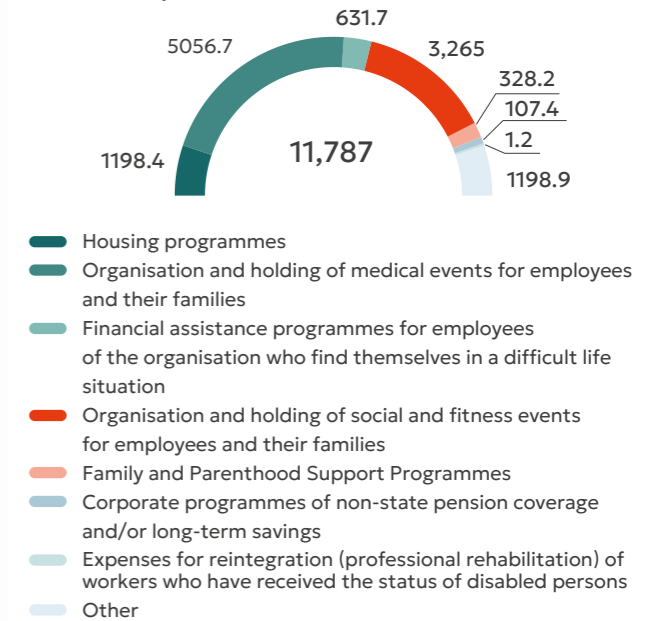 631.7
5056.7
3,265
328.2
107.4
1.2
11,787
1198.4
1198.9
Housing programmes
Organisation and holding of medical events for employees
and their families
Financial assistance programmes for employees
of the organisation who find themselves in a difficult life
situation
Organisation and holding of social and fitness events
for employees and their families
Family and Parenthood Support Programmes
Corporate programmes of non-state pension coverage
and/or long-term savings
Expenses for reintegration (professional rehabilitation) of
workers who have received the status of disabled persons
Other